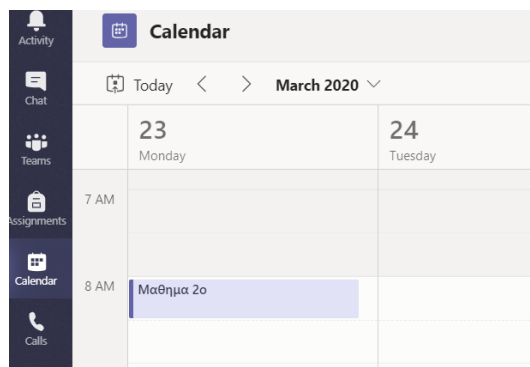 Activity
Chat
Teams
Assignments
Calendar
Calls
Calendar
Today
March 2020
23
Monday
24
Tuesday
7 AM
8 AM
Μαθημα 2ο